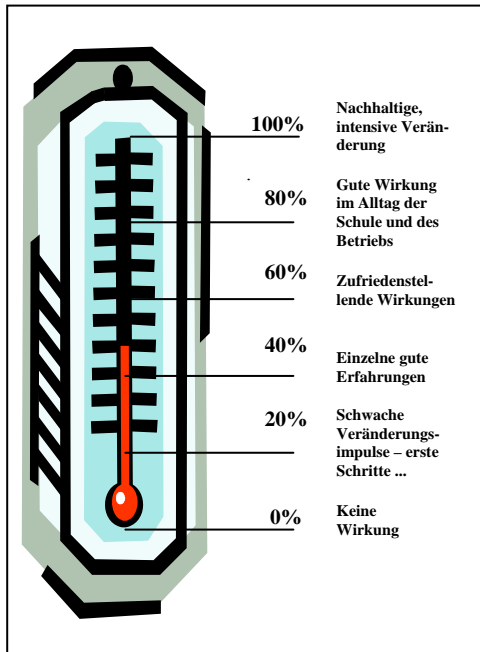 100%
Nachhaltige,
intensive Verän-
derung
80%
Gute Wirkung
im Alltag der
Schule und des
Betriebs
60%
Zufriedenstel-
lende Wirkungen
40%
Einzelne gute
Erfahrungen
20%
Schwache
Veränderungs-
impulse – erste
Schritte ...
0%
Keine
Wirkung